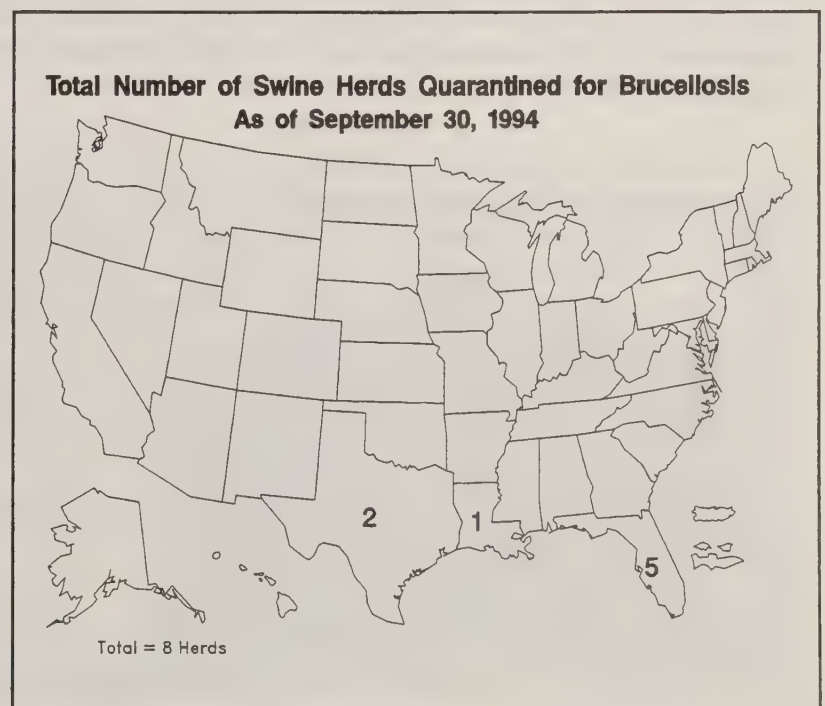 Total Number of Swine Herds Quarantined for Brucellosis
As of September 30, 1994
2
1
5
Total = 8 Herds